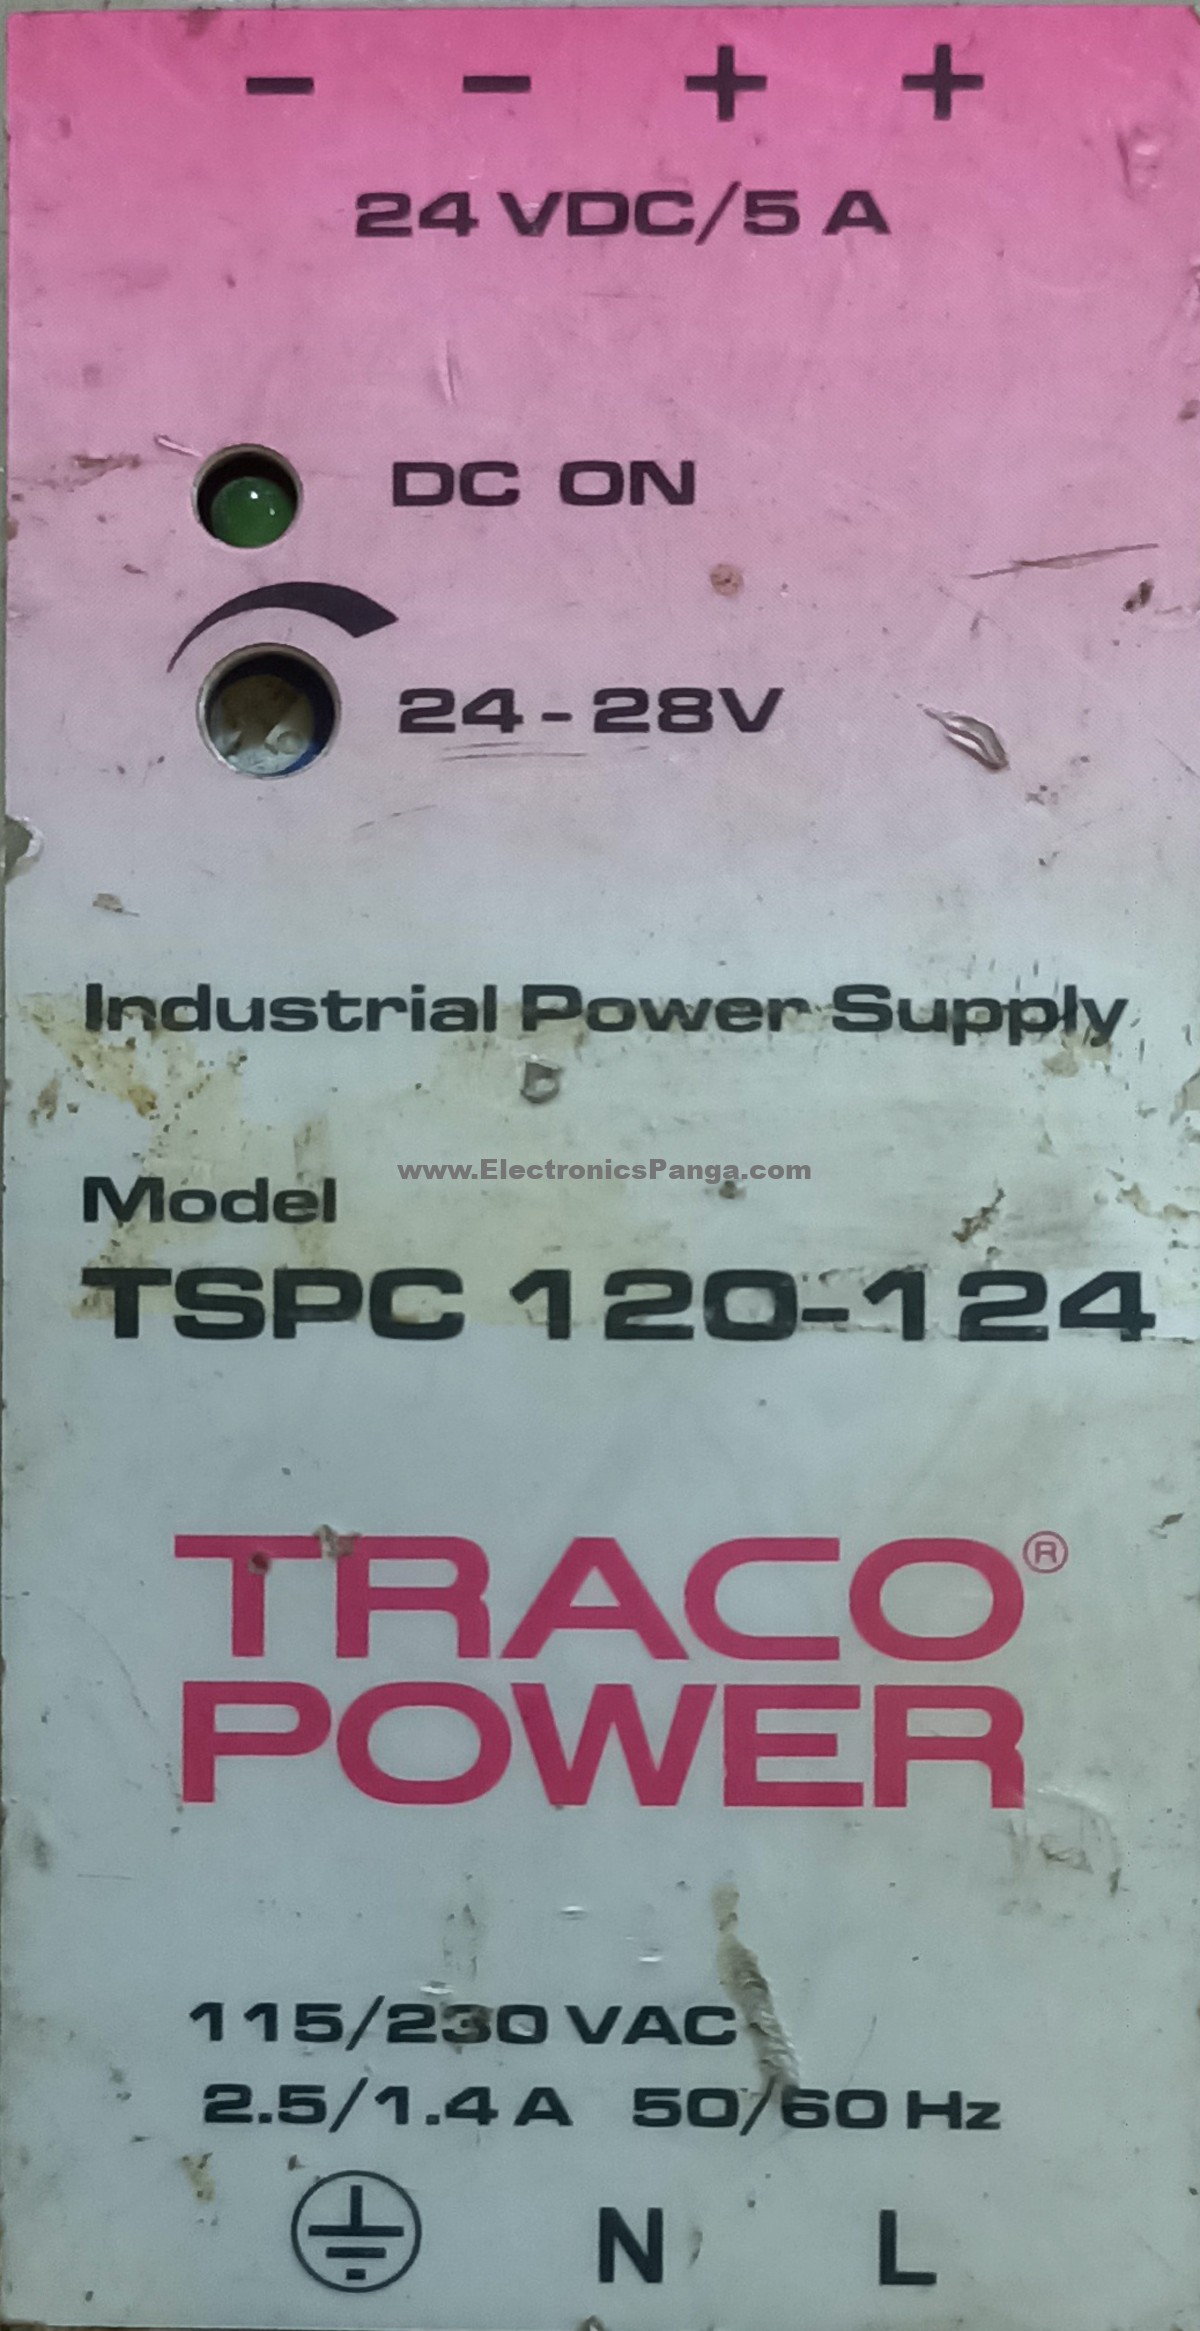 - - + +
24 VDC/5 A
DC ON
24-28V
Industrial Power Supply
www.ElectronicsPanga.com
Model
TSPC 120-124
TRACO®
POWER
115/230 VAC
2.5/1.4 A 50/60 Hz
N L